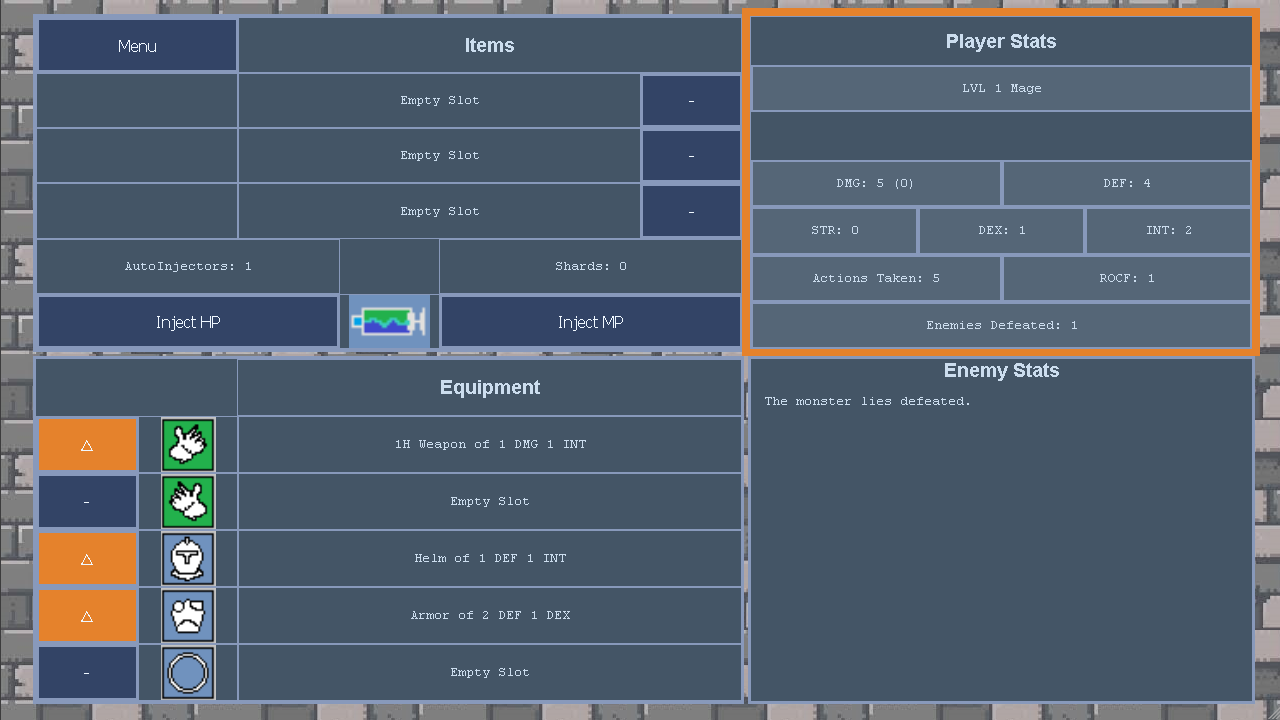 Menu
Items
Empty Slot
-
Empty Slot
-
Empty Slot
-
AutoInjectors: 1
Shards: 0
Inject HP
Inject MP
Player Stats
LVL 1 Mage
DMG: 5 (0)
DEF: 4
STR: 0
DEX: 1
INT: 2
Actions Taken: 5
ROCF: 1
Enemies Defeated: 1
Equipment
△
1H Weapon of 1 DMG 1 INT
-
Empty Slot
△
Helm of 1 DEF 1 INT
△
Armor of 2 DEF 1 DEX
-
Empty Slot
Enemy Stats
The monster lies defeated.